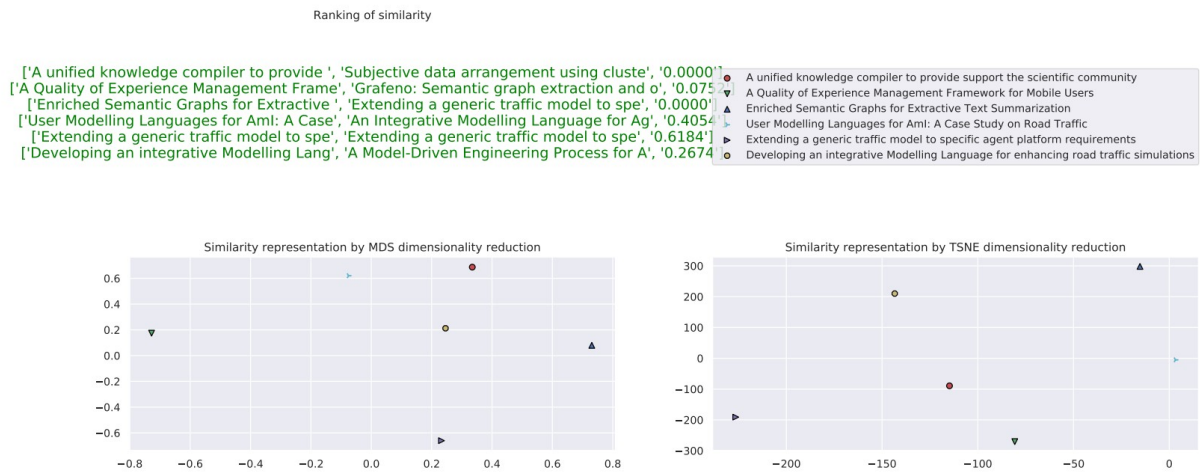 Ranking of similarity
['A unified knowledge compiler to provide ', 'Subjective data arrangement using cluste', '0.0000']
['A Quality of Experience Management Frame', 'Grafeno: Semantic graph extraction and o', '0.0752']
['Enriched Semantic Graphs for Extractive ', 'Extending a generic traffic model to spe', '0.0000']
['User Modelling Languages for AmI: A Case', 'An Integrative Modelling Language for Ag', '0.4054']
['Extending a generic traffic model to spe', 'Extending a generic traffic model to spe', '0.6184']
['Developing an integrative Modelling Lang', 'A Model-Driven Engineering Process for A', '0.2674']
A unified knowledge compiler to provide support the scientific community
A Quality of Experience Management Framework for Mobile Users
Enriched Semantic Graphs for Extractive Text Summarization
User Modelling Languages for AmI: A Case Study on Road Traffic
Extending a generic traffic model to specific agent platform requirements
Developing an integrative Modelling Language for enhancing road traffic simulations
Similarity representation by MDS dimensionality reduction
0.6
0.4
0.2
0.0
−0.2
−0.4
−0.6
−0.8 −0.6 −0.4 −0.2 0.0 0.2 0.4 0.6 0.8
Similarity representation by TSNE dimensionality reduction
300
200
100
0
−100
−200
−300
−200 −150 −100 −50 0